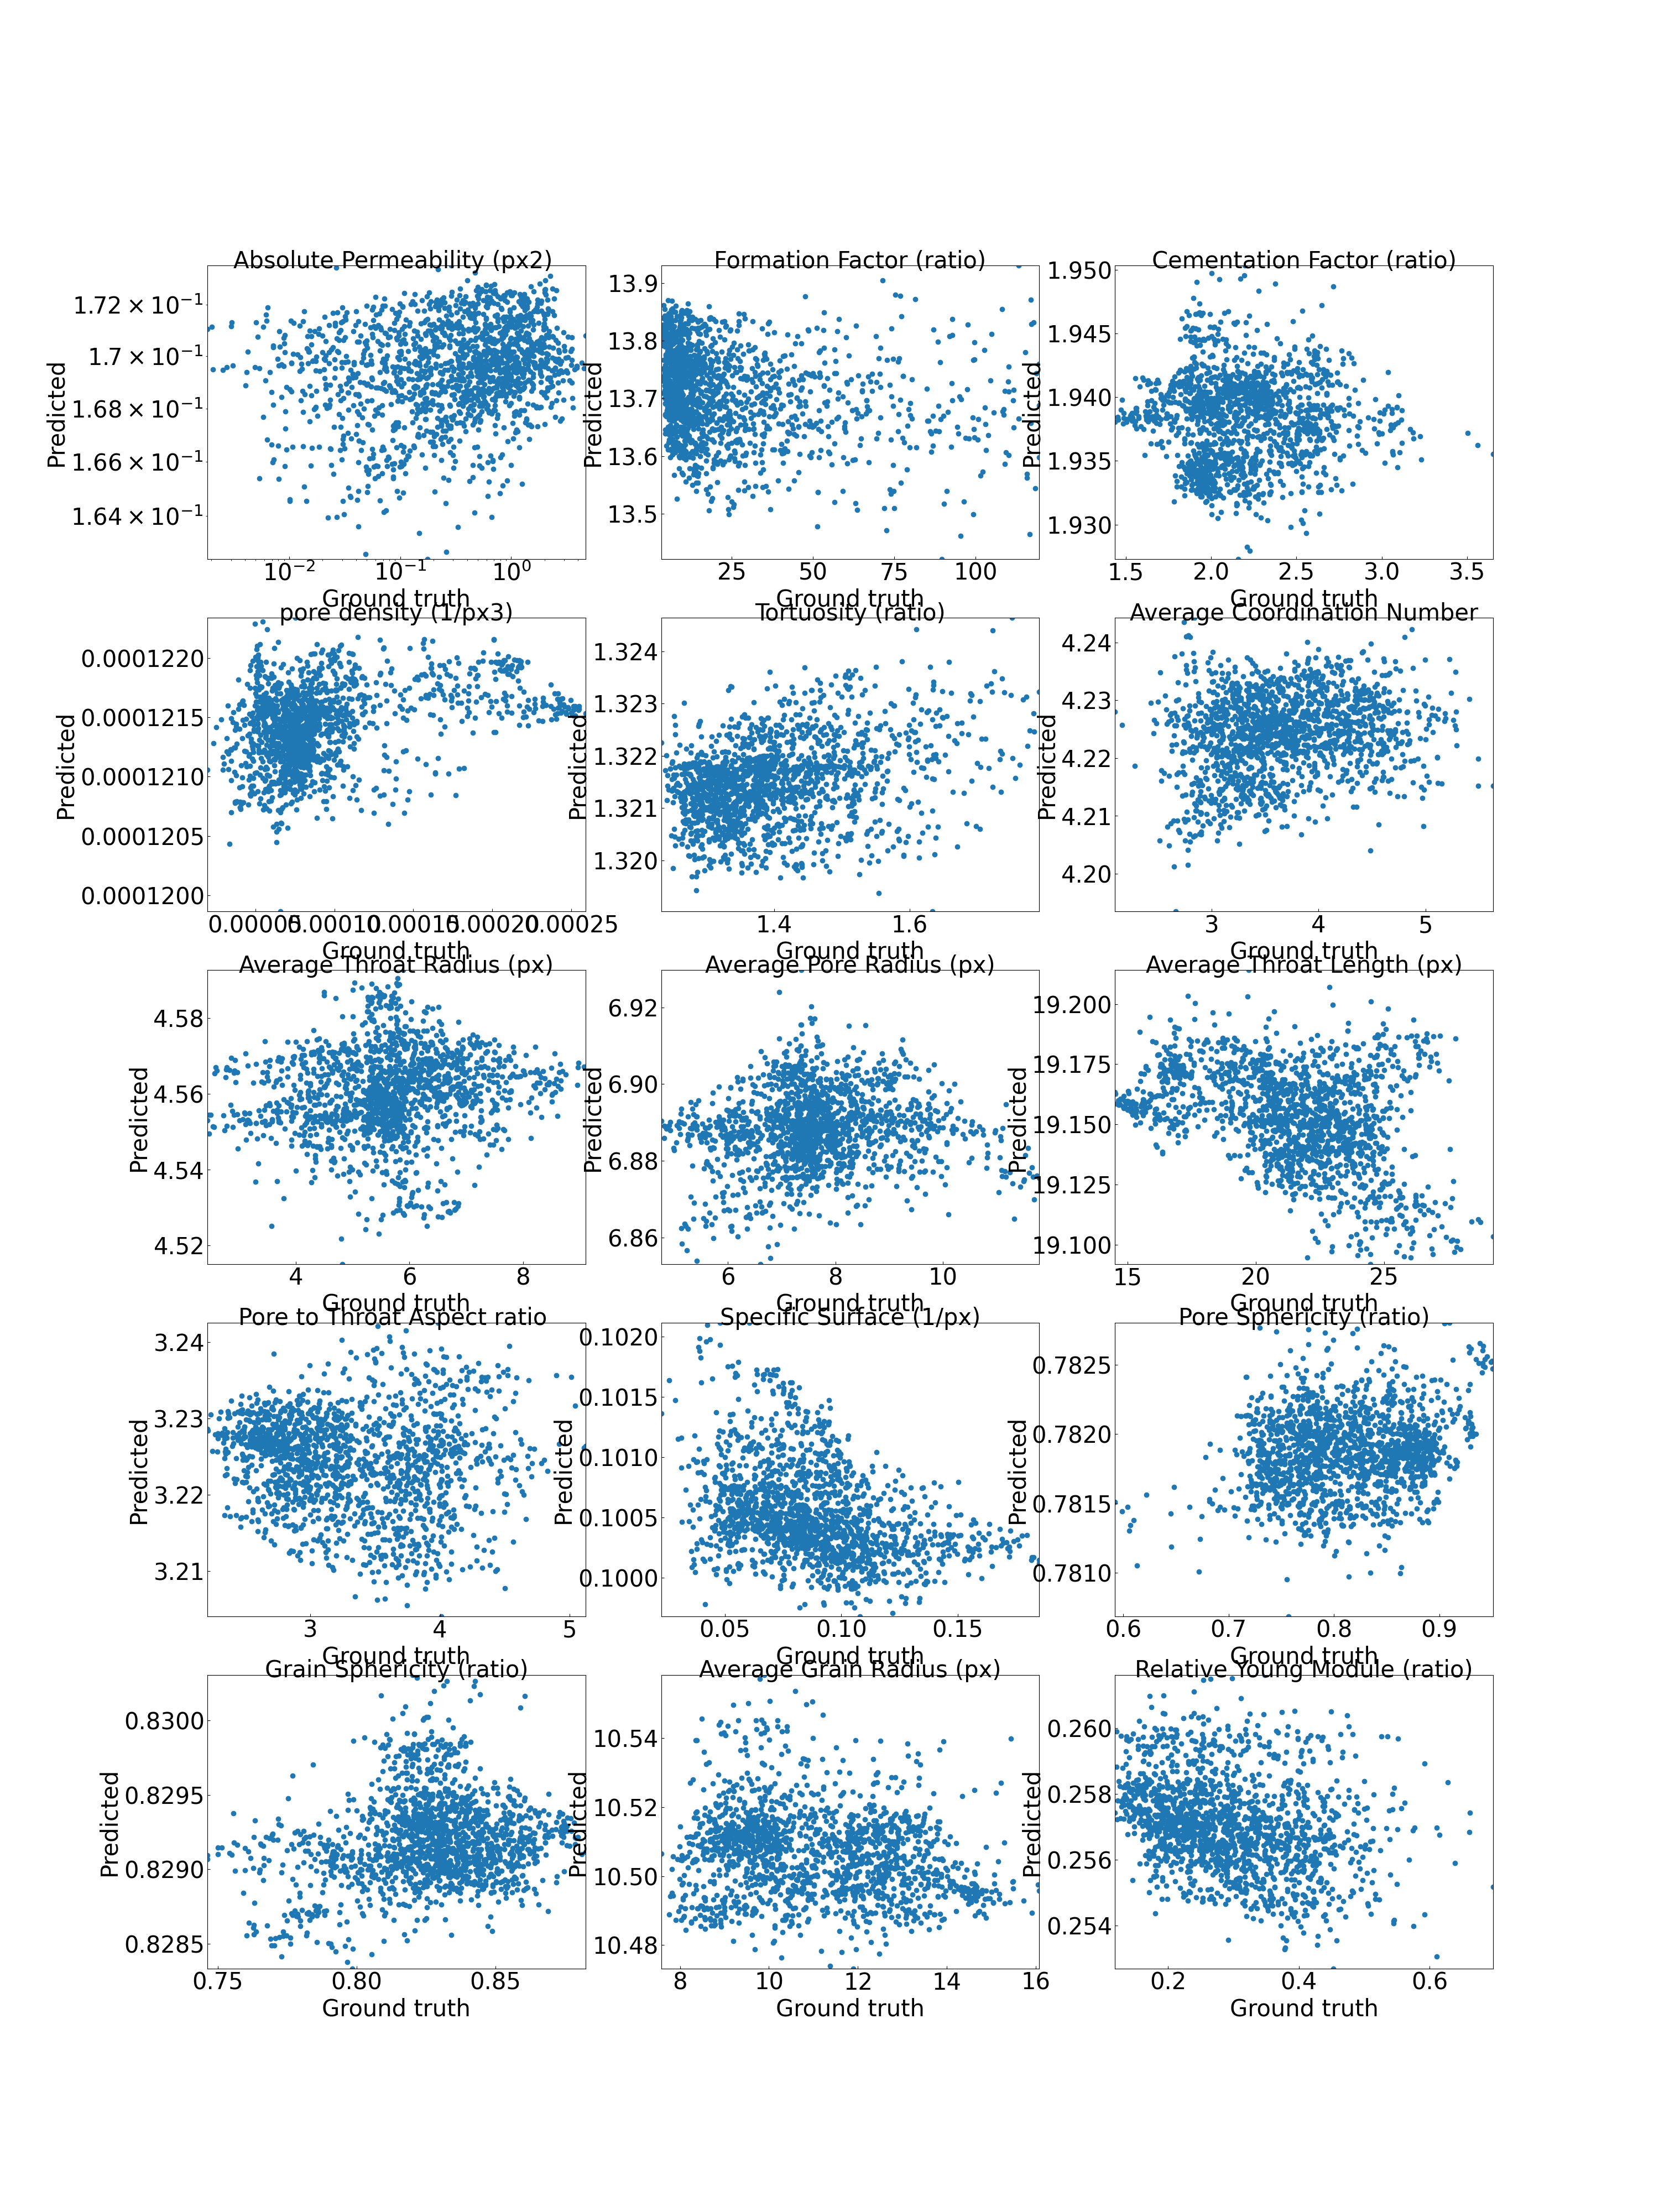 Absolute Permeability (px2)
Predicted
1.72 × 10⁻¹
1.7 × 10⁻¹
1.68 × 10⁻¹
1.66 × 10⁻¹
1.64 × 10⁻¹
10⁻² 10⁻¹ 10⁰
Ground truth
Formation Factor (ratio)
Predicted
13.9
13.8
13.7
13.6
13.5
25 50 75 100
Ground truth
Cementation Factor (ratio)
Predicted
1.950
1.945
1.940
1.935
1.930
1.5 2.0 2.5 3.0 3.5
Ground truth
pore density (1/px3)
Predicted
0.0001220
0.0001215
0.0001210
0.0001205
0.0001200
0.00005 0.00010 0.00015 0.00020 0.00025
Ground truth
Tortuosity (ratio)
Predicted
1.324
1.323
1.322
1.321
1.320
1.4 1.6
Ground truth
Average Coordination Number
Predicted
4.24
4.23
4.22
4.21
4.20
3 4 5
Ground truth
Average Throat Radius (px)
Predicted
4.58
4.56
4.54
4.52
4 6 8
Ground truth
Average Pore Radius (px)
Predicted
6.92
6.90
6.88
6.86
6 8 10
Ground truth
Average Throat Length (px)
Predicted
19.200
19.175
19.150
19.125
19.100
15 20 25
Ground truth
Pore to Throat Aspect ratio
Predicted
3.24
3.23
3.22
3.21
3 4 5
Ground truth
Specific Surface (1/px)
Predicted
0.1020
0.1015
0.1010
0.1005
0.1000
0.05 0.10 0.15
Ground truth
Pore Sphericity (ratio)
Predicted
0.7825
0.7820
0.7815
0.7810
0.6 0.7 0.8 0.9
Ground truth
Grain Sphericity (ratio)
Predicted
0.8300
0.8295
0.8290
0.8285
0.75 0.80 0.85
Ground truth
Average Grain Radius (px)
Predicted
10.54
10.52
10.50
10.48
8 10 12 14 16
Ground truth
Relative Young Module (ratio)
Predicted
0.260
0.258
0.256
0.254
0.2 0.4 0.6
Ground truth